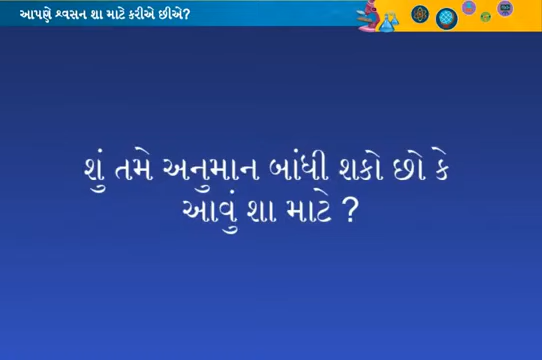 આપણે શ્વસન શા માટે કરીએ છીએ?
શું તમે અનુમાન બાંધી શકો છો કે
આવું શા માટે ?